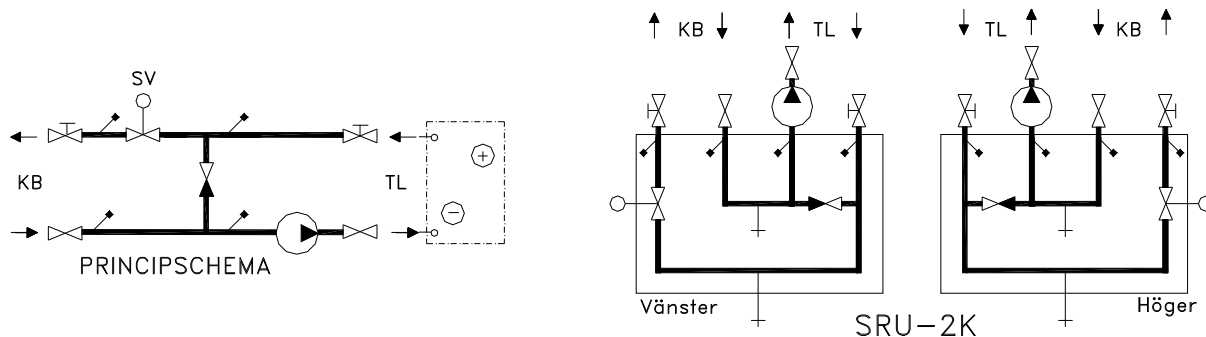 SV
KB
TL
PRINCIPSCHEMA
KB TL
TL KB
Vänster
Höger
SRU-2K